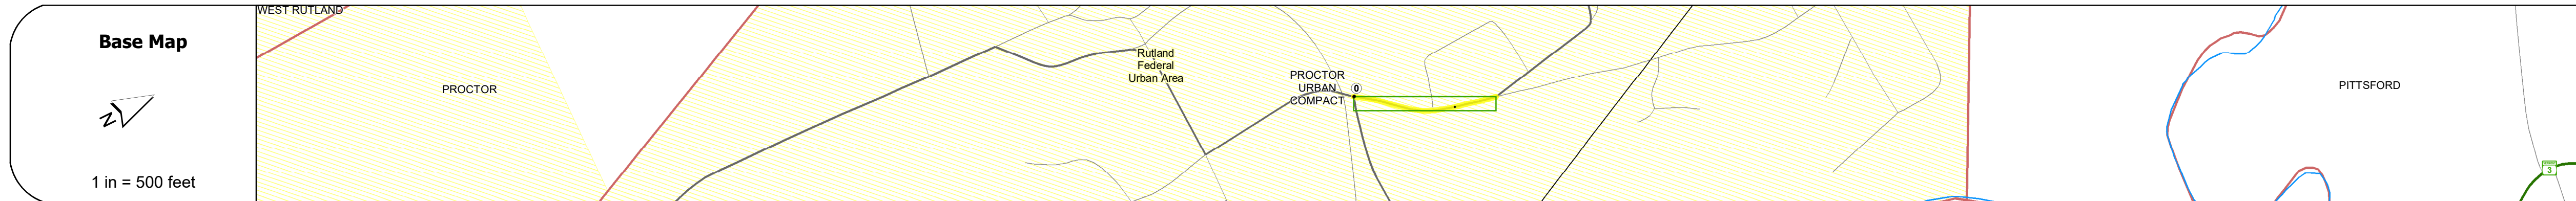 Base Map
N
1 in = 500 feet
WEST RUTLAND
PROCTOR
Rutland
Federal
Urban Area
PROCTOR
URBAN
COMPACT
0
PITTSFORD
3